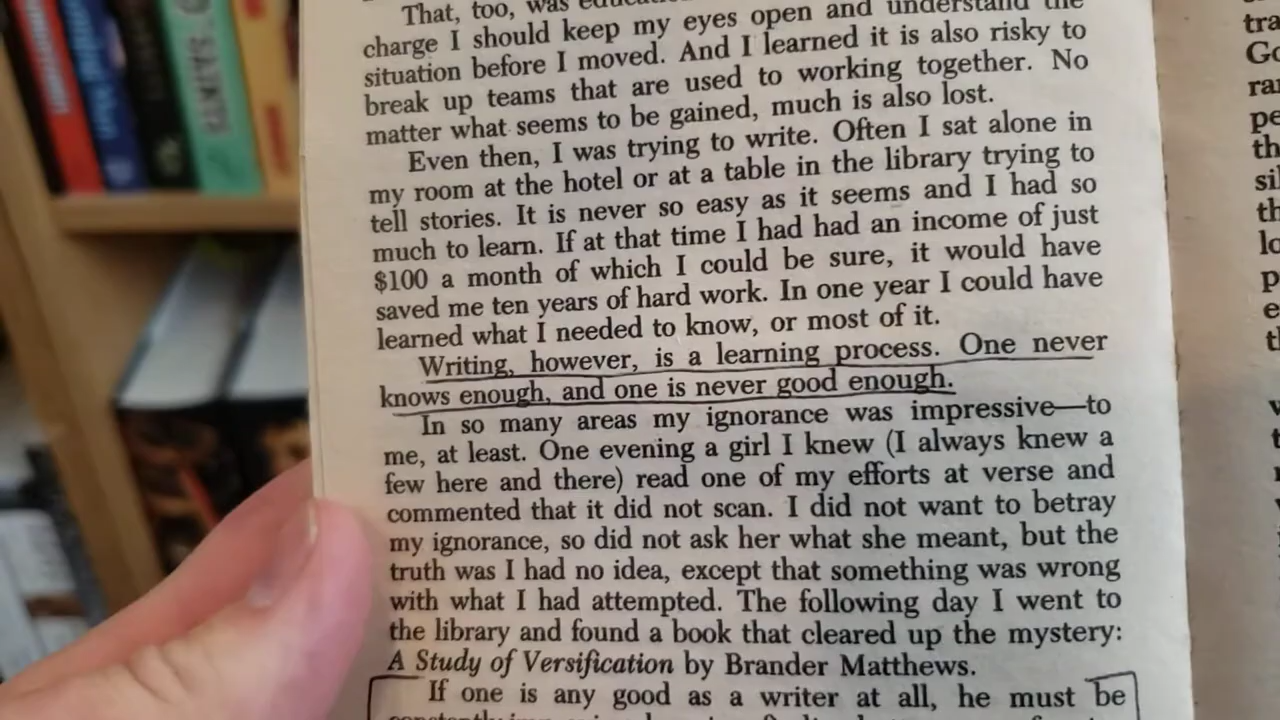 That, too, was
charge I should keep my eyes open and understand the
situation before I moved. And I learned it is also risky to
break up teams that are used to working together. No
matter what seems to be gained, much is also lost.
Even then, I was trying to write. Often I sat alone in
my room at the hotel or at a table in the library trying to
tell stories. It is never so easy as it seems and I had so
much to learn. If at that time I had had an income of just
$100 a month of which I could be sure, it would have
saved me ten years of hard work. In one year I could have
learned what I needed to know, or most of it.
Writing, however, is a learning process. One never
knows enough, and one is never good enough.
In so many areas my ignorance was impressive—to
me, at least. One evening a girl I knew (I always knew a
few here and there) read one of my efforts at verse and
commented that it did not scan. I did not want to betray
my ignorance, so did not ask her what she meant, but the
truth was I had no idea, except that something was wrong
with what I had attempted. The following day I went to
the library and found a book that cleared up the mystery:
A Study of Versification by Brander Matthews.
If one is any good as a writer at all, he must be